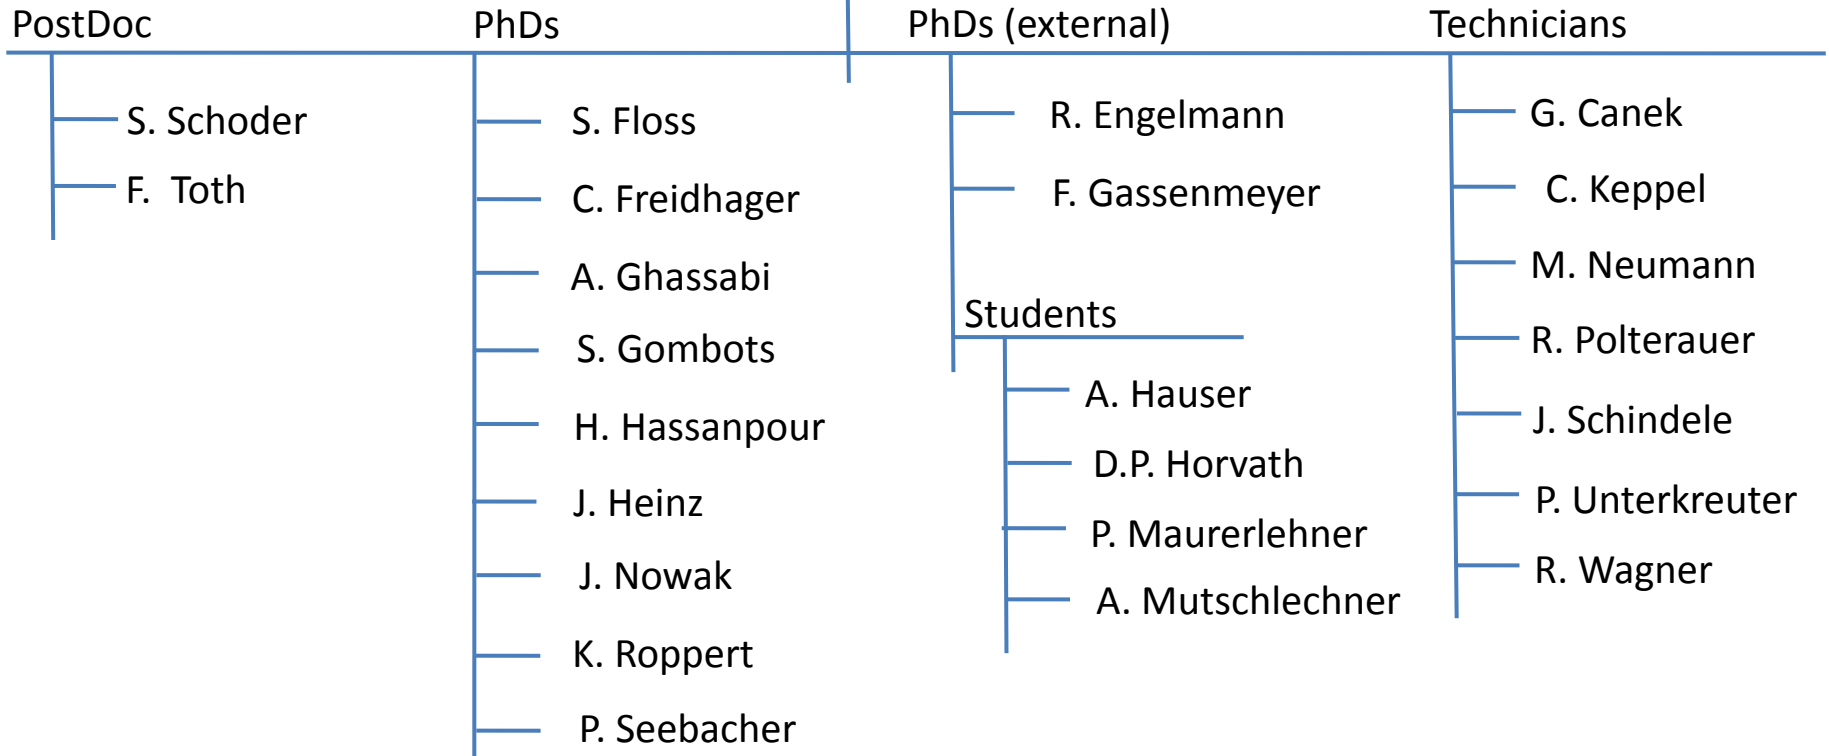 PostDoc
S. Schoder
F. Toth
PhDs
S. Floss
C. Freidhager
A. Ghassabi
S. Gombots
H. Hassanpour
J. Heinz
J. Nowak
K. Roppert
P. Seebacher
PhDs (external)
R. Engelmann
F. Gassenmeyer
Students
A. Hauser
D.P. Horvath
P. Maurerlehner
A. Mutschlechner
Technicians
G. Canek
C. Keppel
M. Neumann
R. Polterauer
J. Schindele
P. Unterkreuter
R. Wagner